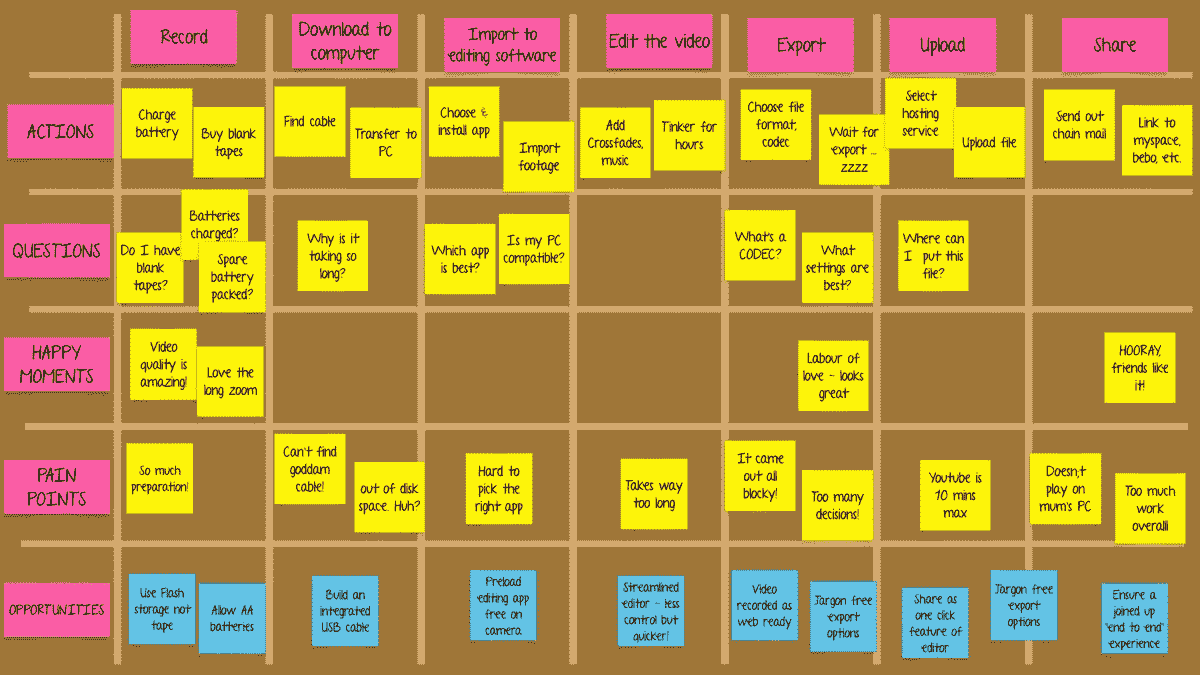 Record
Download to
computer
Import to
editing software
Edit the video
Export
Upload
Share
ACTIONS
Charge
battery
Buy blank
tapes
Find cable
Transfer to
PC
Choose &
install app
Import
footage
Add
Crossfades,
music
Tinker for
hours
Choose file
format,
codec
Wait for
export ...
zzzz
Select
hosting
service
Upload file
Send out
chain mail
Link to
myspace,
bebo, etc.
QUESTIONS
Do I have
blank
tapes?
Batteries
charged?
Spare
battery
packed?
Why is it
taking so
long?
Which app
is best?
Is my PC
compatible?
What's a
CODEC?
What
settings are
best?
Where can
I put this
file?
HAPPY
MOMENTS
Video
quality is
amazing!
Love the
long zoom
Labour of
love - looks
great
HOORAY,
friends like
it!
PAIN
POINTS
So much
preparation!
Can't find
goddam
cable!
out of disk
space. Huh?
Hard to
pick the
right app
Takes way
too long
It came
out all
blocky!
Too many
decisions!
Youtube is
10 mins
max
Doesn;t
play on
mum's PC
Too much
work
overall!
OPPORTUNITIES
Use Flash
storage not
tape
Allow AA
batteries
Build an
integrated
USB cable
Preload
editing app
free on
camera.
Streamlined
editor - less
control but
quicker!
Video
recorded as
web ready
Jargon free
export
options
Share as
one click
feature of
editor
Jargon free
export
options
Ensure a
joined up
"end to end"
experience